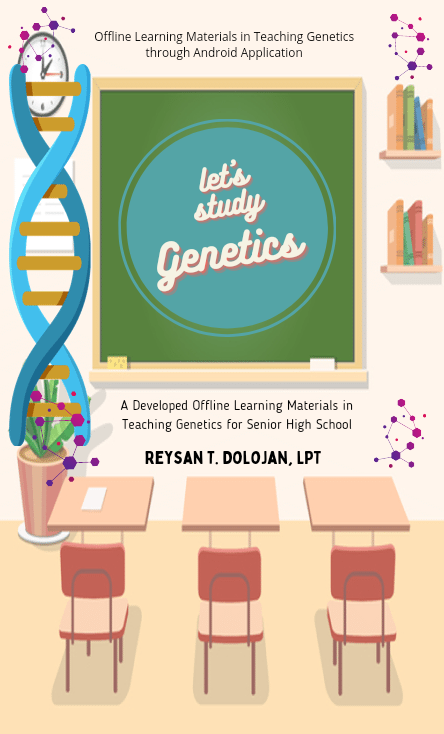 Offline Learning Materials in Teaching Genetics
through Android Application
let's
study
Genetics
A Developed Offline Learning Materials in
Teaching Genetics for Senior High School
REYSAN T. DOLOJAN, LPT